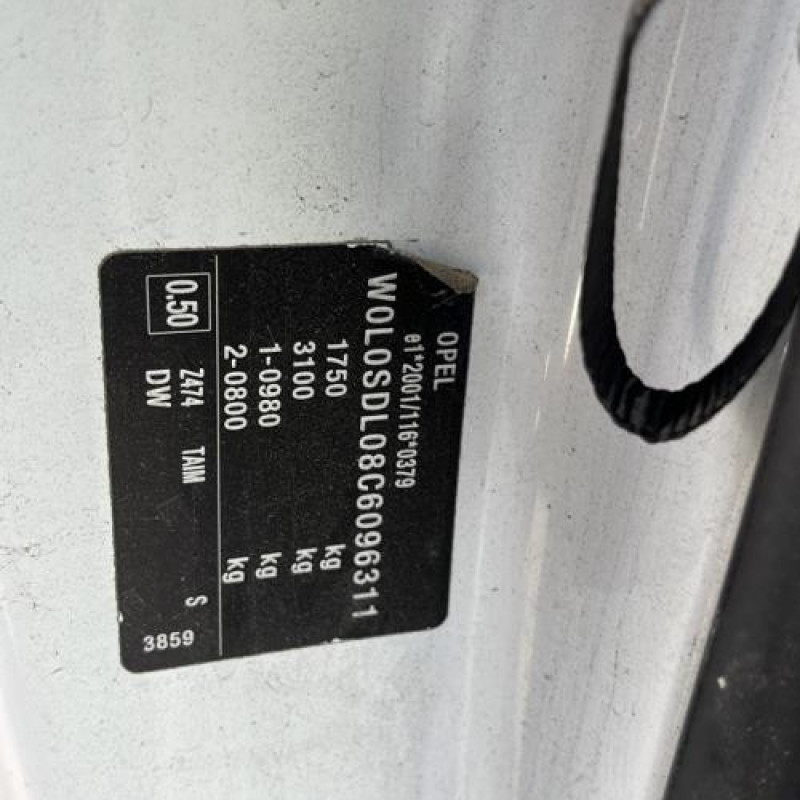 OPEL
e1*2001/116*0379
W0L0SDL08C6096311
1750 kg
3100 kg
1-0980 kg
2-0800 kg
0.50 Z474 TAIM S
DW 3859